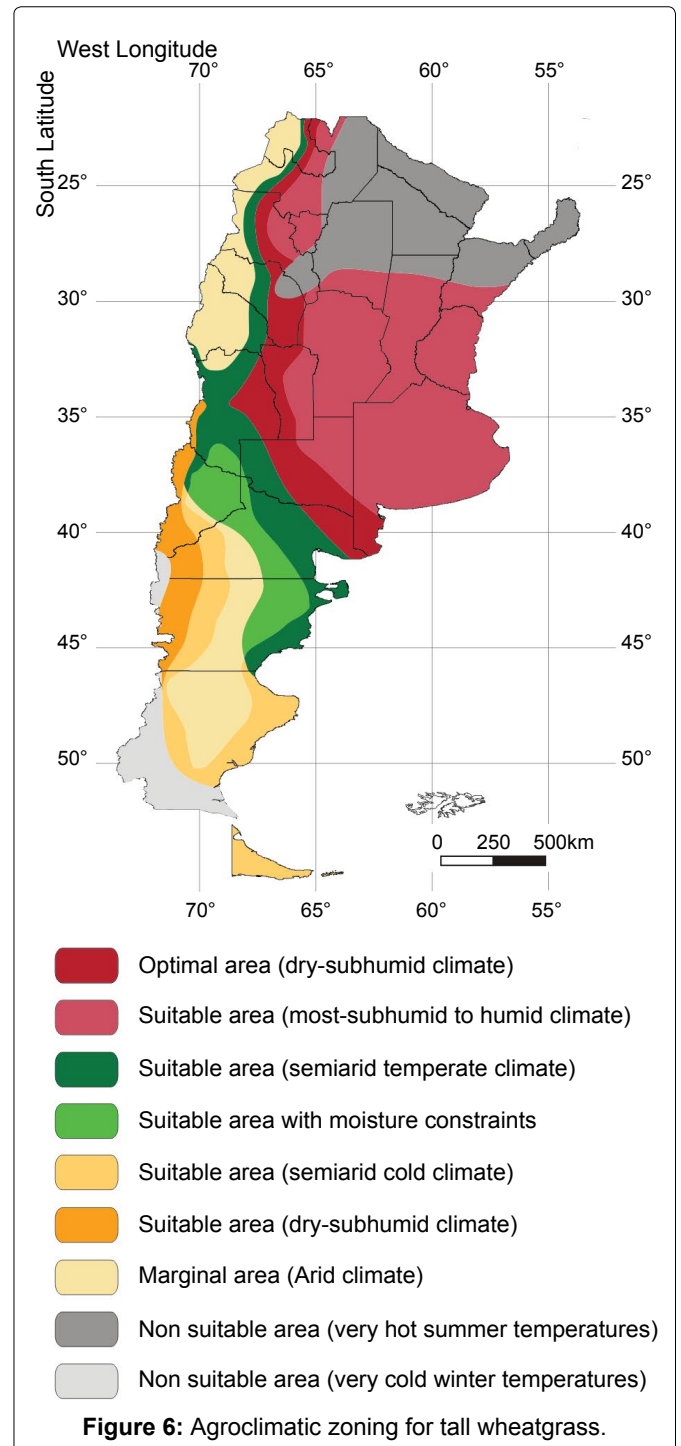 West Longitude
70° 65° 60° 55°
South Latitude
25° 25°
30° 30°
35° 35°
40° 40°
45° 45°
50° 50°
0 250 500km
70° 65° 60° 55°
Optimal area (dry-subhumid climate)
Suitable area (most-subhumid to humid climate)
Suitable area (semiarid temperate climate)
Suitable area with moisture constraints
Suitable area (semiarid cold climate)
Suitable area (dry-subhumid climate)
Marginal area (Arid climate)
Non suitable area (very hot summer temperatures)
Non suitable area (very cold winter temperatures)
Figure 6: Agroclimatic zoning for tall wheatgrass.